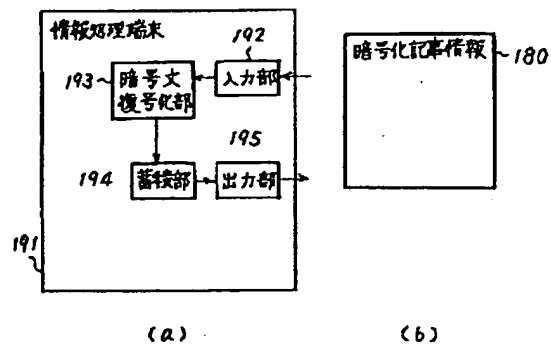 情報処理端末
192
193
暗号文
復号化部
入力部
195
194
蓄積部
出力部
191
(a)
暗号化記事情報
180
(b)